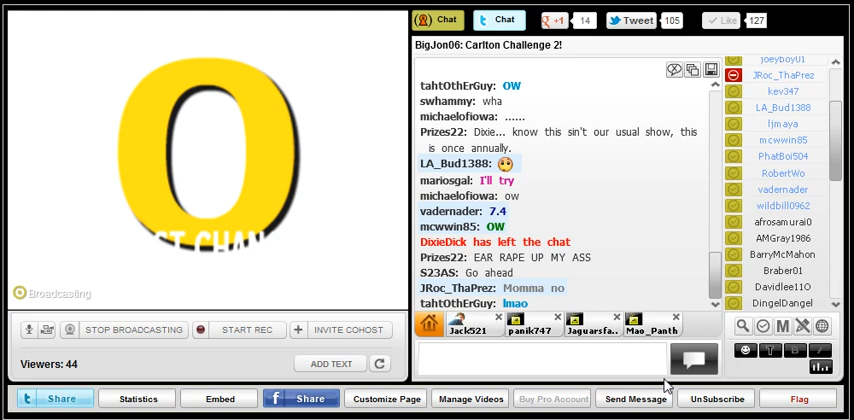 O
ST CHAN
Broadcasting
STOP BROADCASTING
START REC
INVITE COHOST
Viewers: 44
ADD TEXT
Chat
Chat
+1
14
Tweet
105
Like
127
BigJon06: Carlton Challenge 2!
tahtOthErGuy: OW
swhammy: wha
michaelofiowa: ......
Prizes22: Dixie... know this sin't our usual show, this
is once annually.
LA_Bud1388:
mariosgal: I'll try
michaelofiowa: ow
vadernader: 7.4
mcwwin85: OW
DixieDick has left the chat
Prizes22: EAR RAPE UP MY ASS
S23AS: Go ahead
JRoc_ThaPrez: Momma no
tahtOthErGuy: lmao
joeyboy01
JRoc_ThaPrez
kev347
LA_Bud1388
ljmaya
mcwwin85
PhatBoi504
RobertWo
vadernader
wildbill0962
afrosamurai0
AMGray1986
BarryMcMahon
Braber01
Davidlee11O
DingelDangel
Jack521
panik747
Jaguarsfa..
Mao_Panth
M
T
B
I
Share
Statistics
Embed
Share
Customize Page
Manage Videos
Buy Pro Account
Send Message
UnSubscribe
Flag